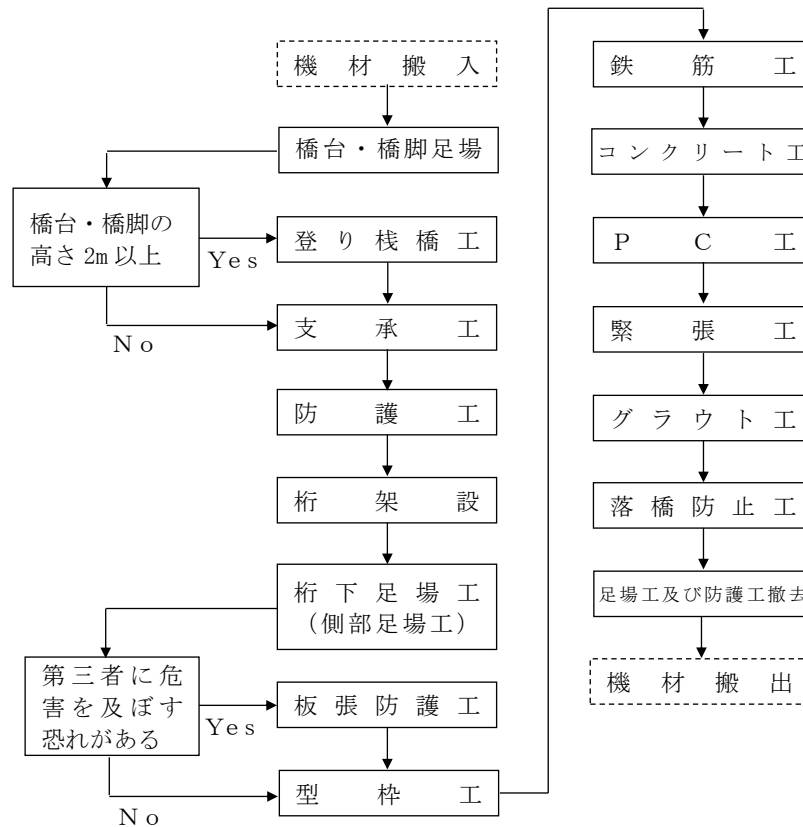 機材搬入
橋台・橋脚足場
橋台・橋脚の
高さ2m以上
Yes
登り桟橋工
No
支承工
防護工
桁架設
桁下足場工
(側部足場工)
第三者に危
害を及ぼす
恐れがある
Yes
板張防護工
No
型枠工
鉄筋工
コンクリート工
PC工
緊張工
グラウト工
落橋防止工
足場工及び防護工撤去
機材搬出